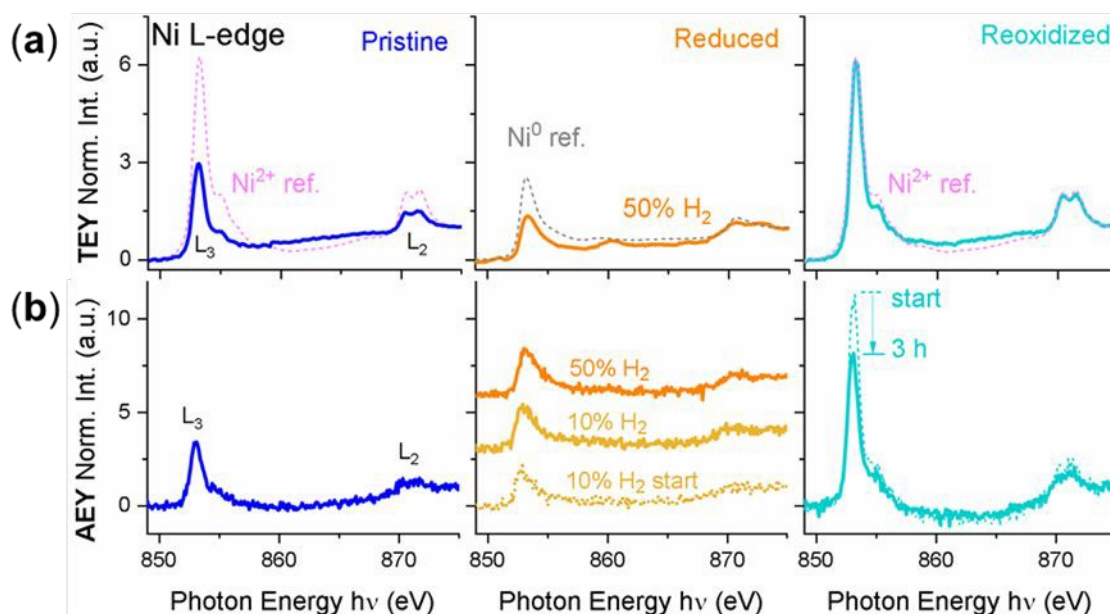 (a)
Ni L-edge
Pristine
Reduced
Reoxidized
TEY Norm. Int. (a.u.)
6
3
0
Ni²⁺ ref.
L₃
L₂
Ni⁰ ref.
50% H₂
Ni²⁺ ref.
(b)
AEY Norm. Int. (a.u.)
10
5
0
L₃
L₂
50% H₂
10% H₂
10% H₂ start
start
3 h
850 860 870
850 860 870
850 860 870
Photon Energy hν (eV)
Photon Energy hν (eV)
Photon Energy hν (eV)